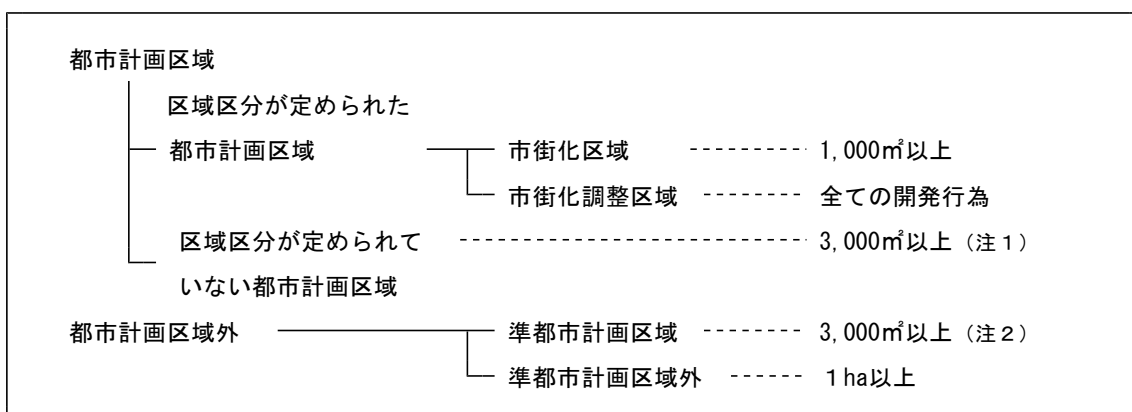 都市計画区域
区域区分が定められた
都市計画区域 市街化区域 1,000㎡以上
市街化調整区域 全ての開発行為
区域区分が定められて 3,000㎡以上（注１）
いない都市計画区域
都市計画区域外 準都市計画区域 3,000㎡以上（注２）
準都市計画区域外 １ha以上